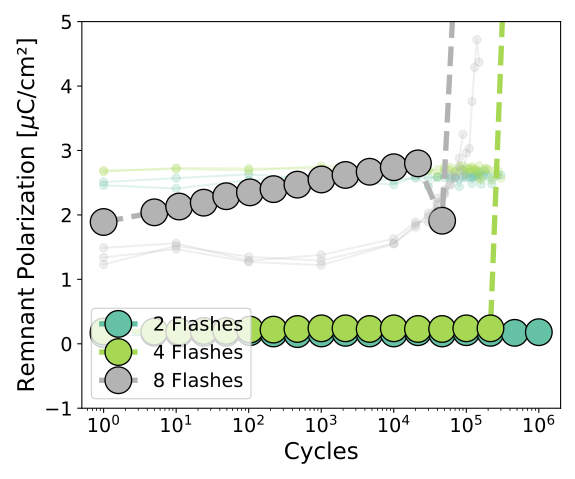 5
4
3
2
1
0
−1
Remnant Polarization [μC/cm²]
2 Flashes
4 Flashes
8 Flashes
10⁰ 10¹ 10² 10³ 10⁴ 10⁵ 10⁶
Cycles